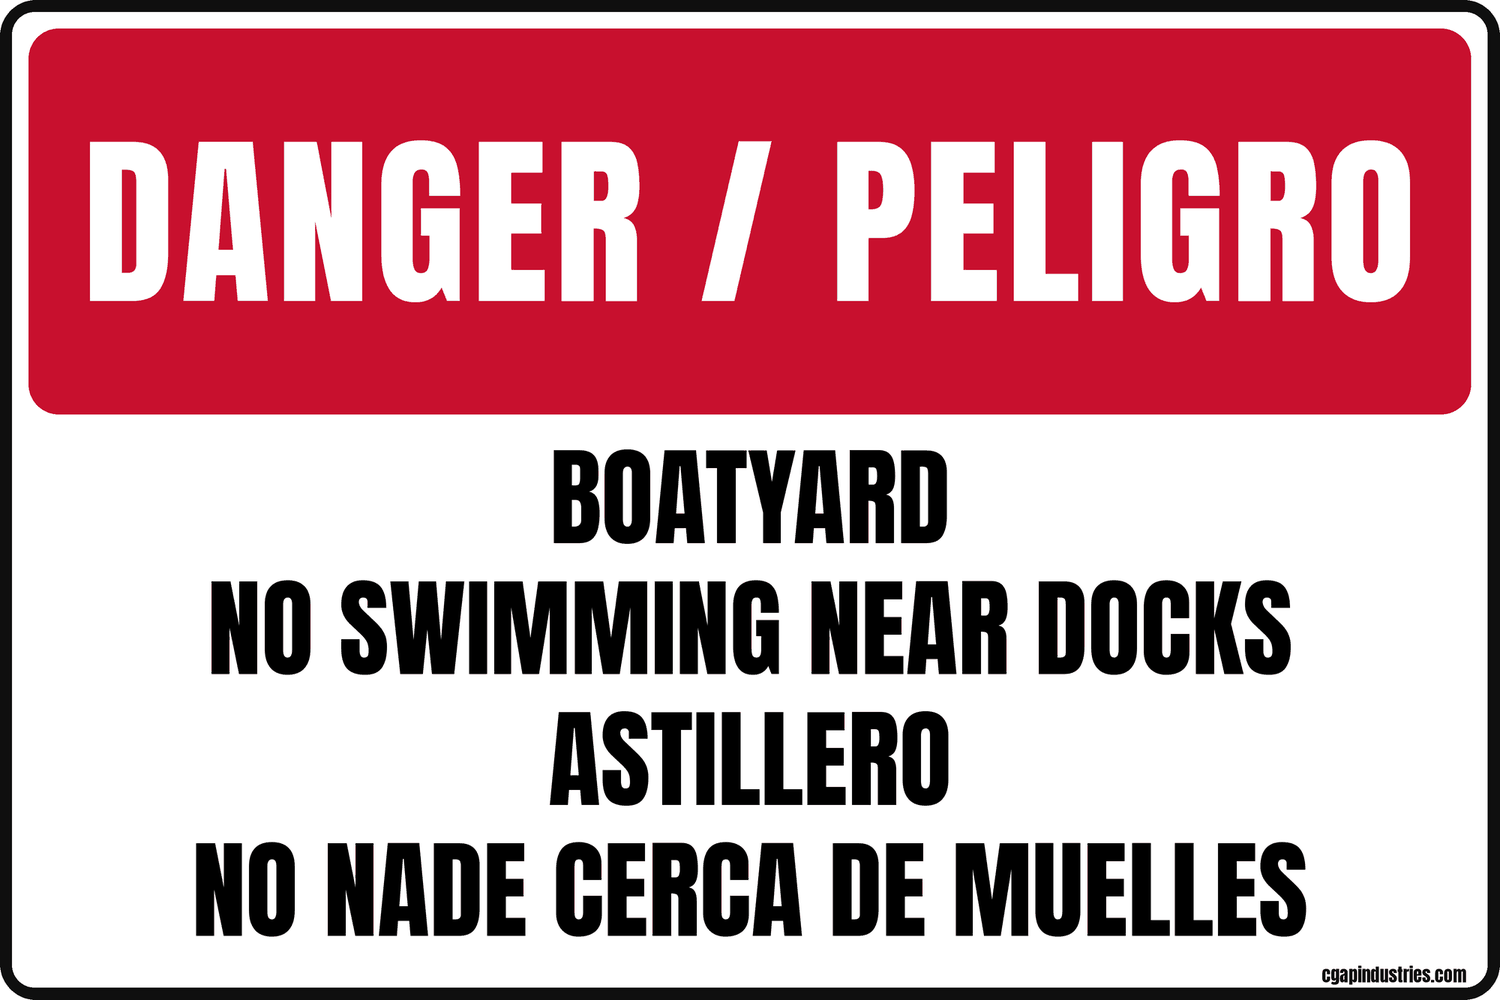 DANGER / PELIGRO
BOATYARD
NO SWIMMING NEAR DOCKS
ASTILLERO
NO NADE CERCA DE MUELLES
cgapindustries.com